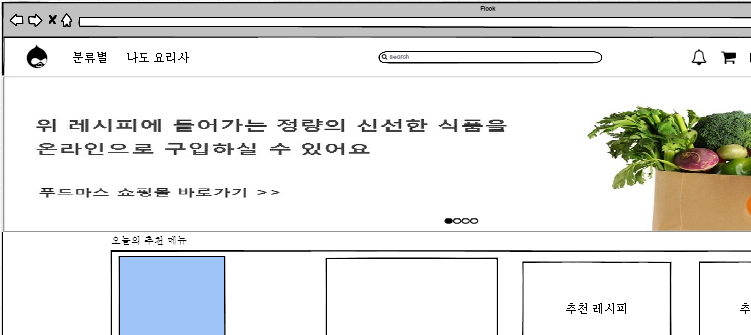 Flook
분류별 나도 요리사 search
위 레시피에 들어가는 정량의 신선한 식품을
온라인으로 구입하실 수 있어요
푸드마스 쇼핑몰 바로가기 >>
오늘의 추천 메뉴
추천 레시피